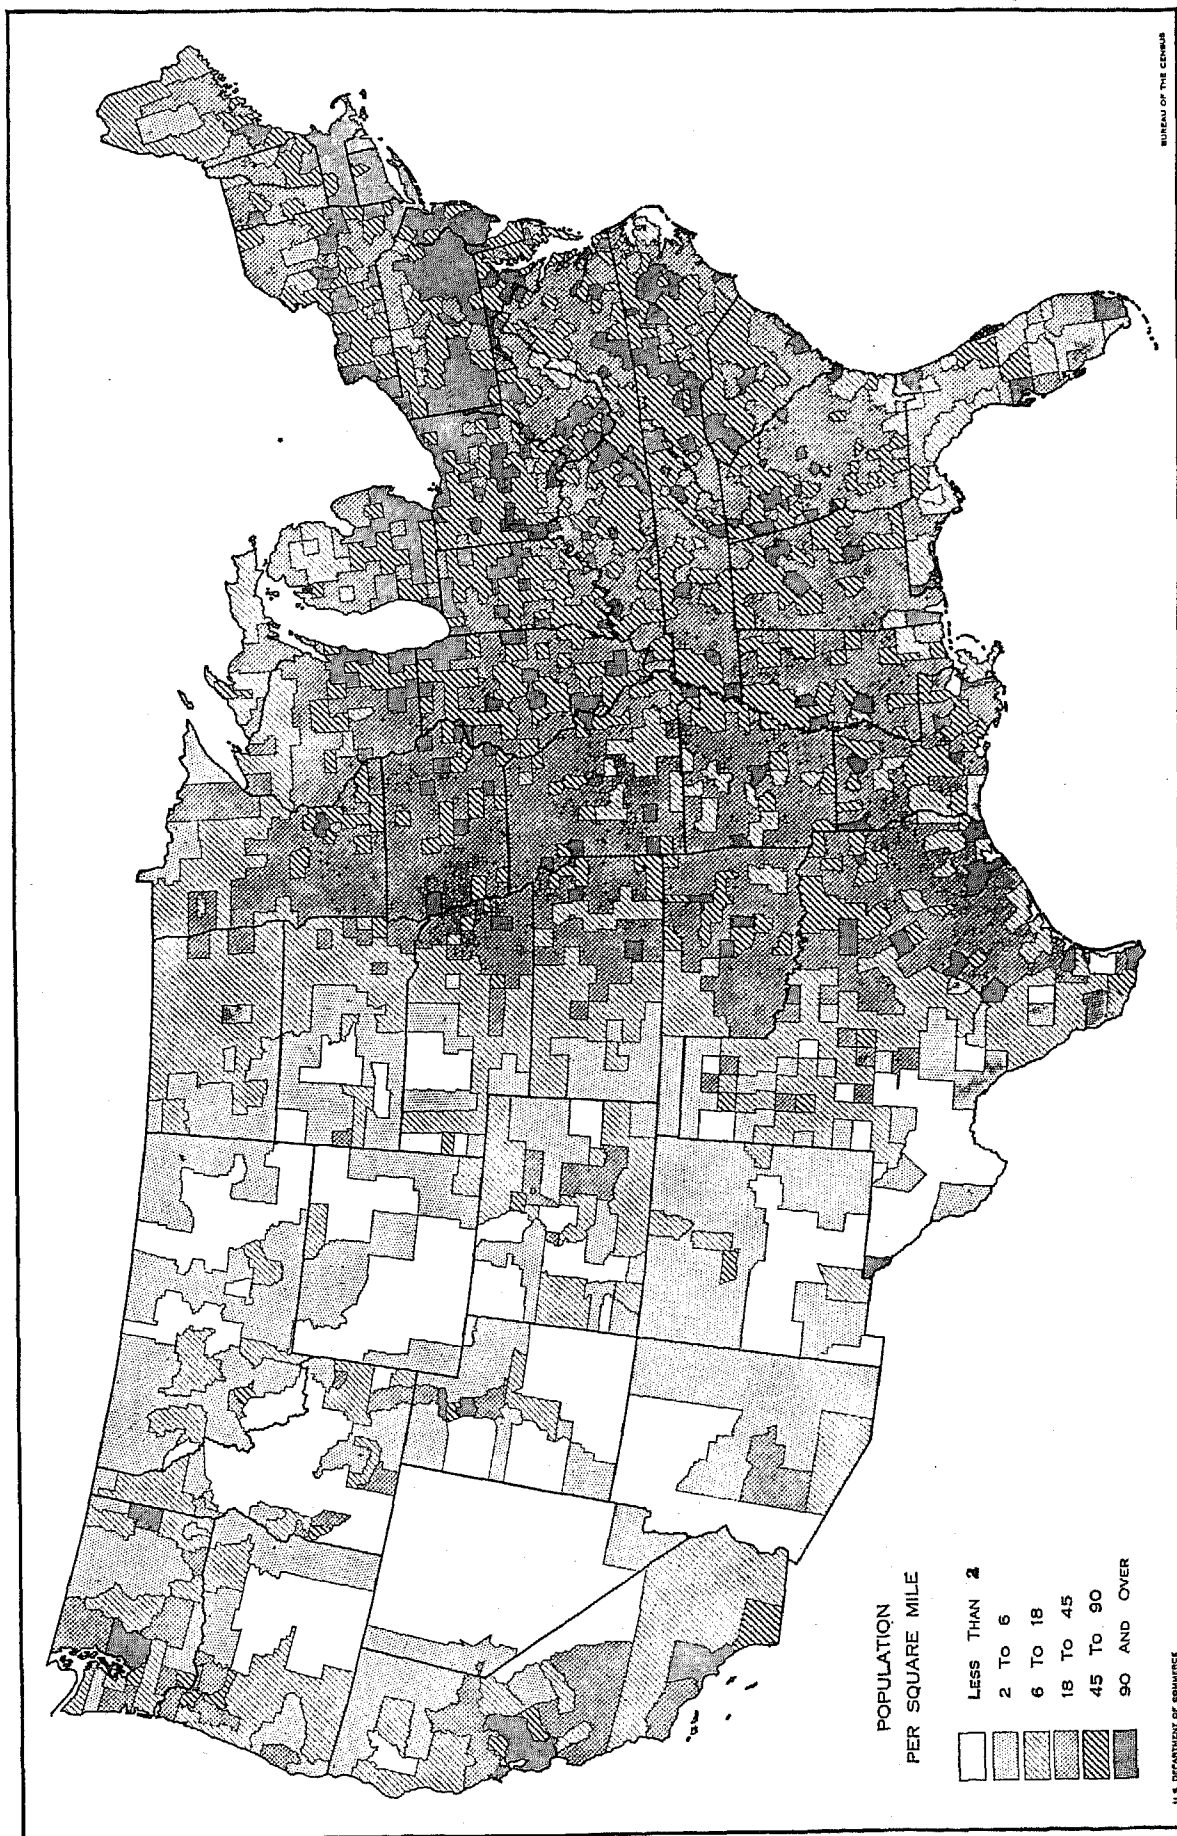 POPULATION
PER SQUARE MILE
LESS THAN 2
2 TO 6
6 TO 18
18 TO 45
45 TO 90
90 AND OVER
U.S. DEPARTMENT OF COMMERCE
BUREAU OF THE CENSUS